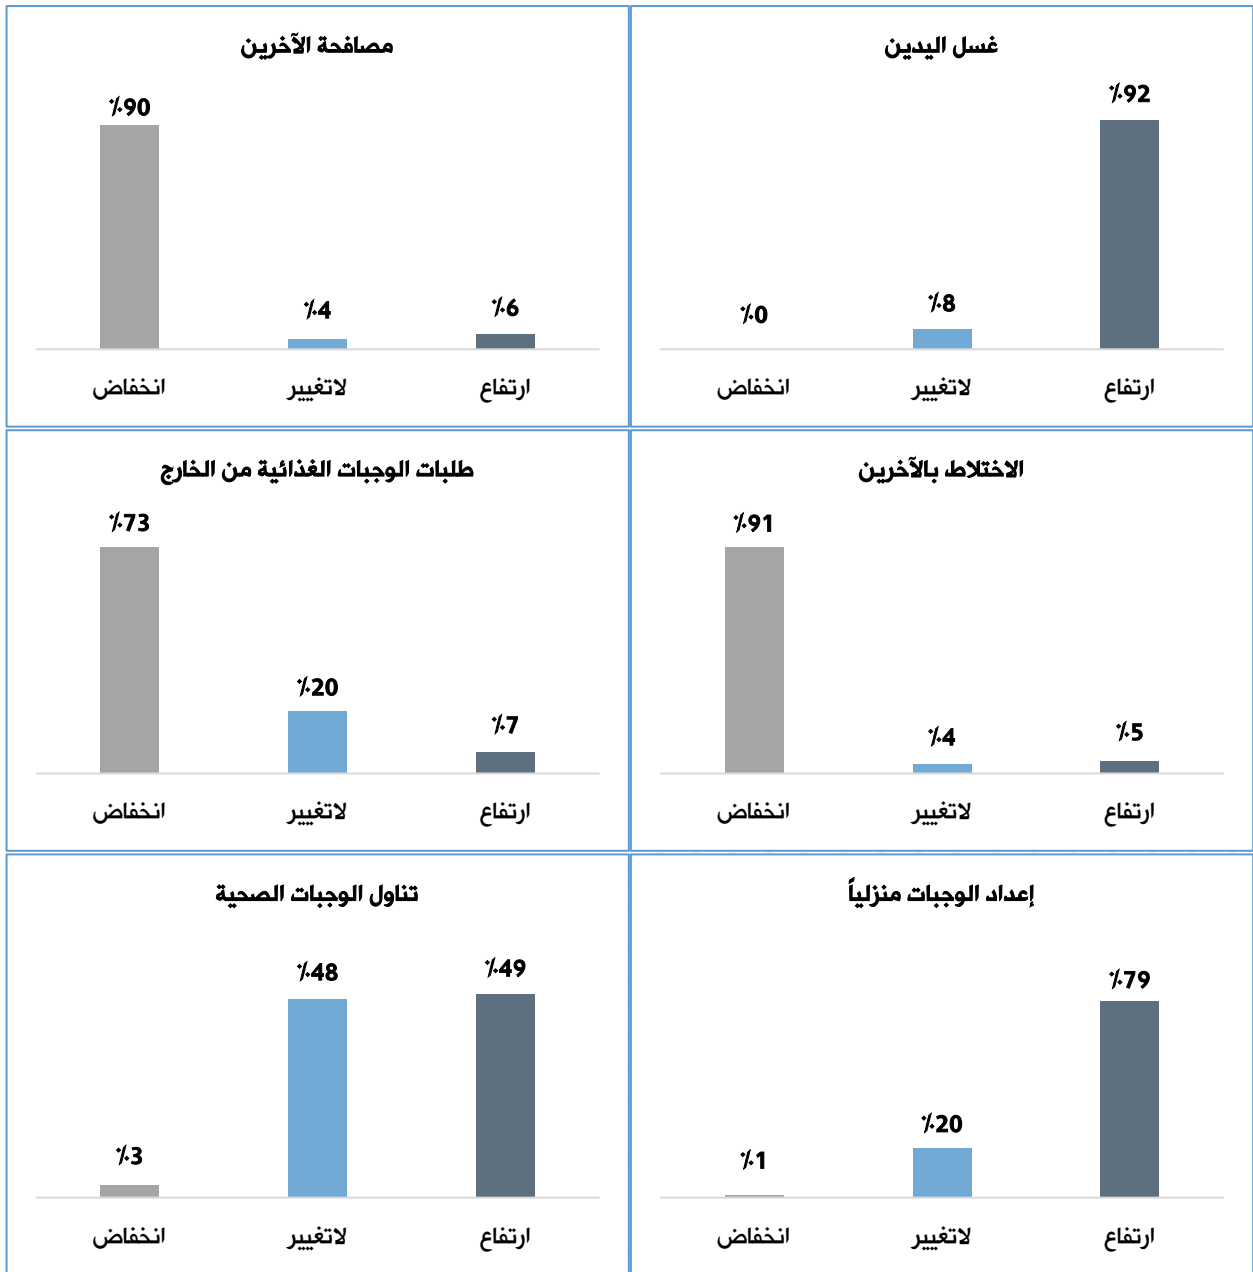 غسل اليدين
%92
%8
%0
ارتفاع
لاتغيير
انخفاض
مصافحة الآخرين
%6
%4
%90
ارتفاع
لاتغيير
انخفاض
الاختلاط بالآخرين
%5
%4
%91
ارتفاع
لاتغيير
انخفاض
طلبات الوجبات الغذائية من الخارج
%7
%20
%73
ارتفاع
لاتغيير
انخفاض
إعداد الوجبات منزلياً
%79
%20
%1
ارتفاع
لاتغيير
انخفاض
تناول الوجبات الصحية
%49
%48
%3
ارتفاع
لاتغيير
انخفاض